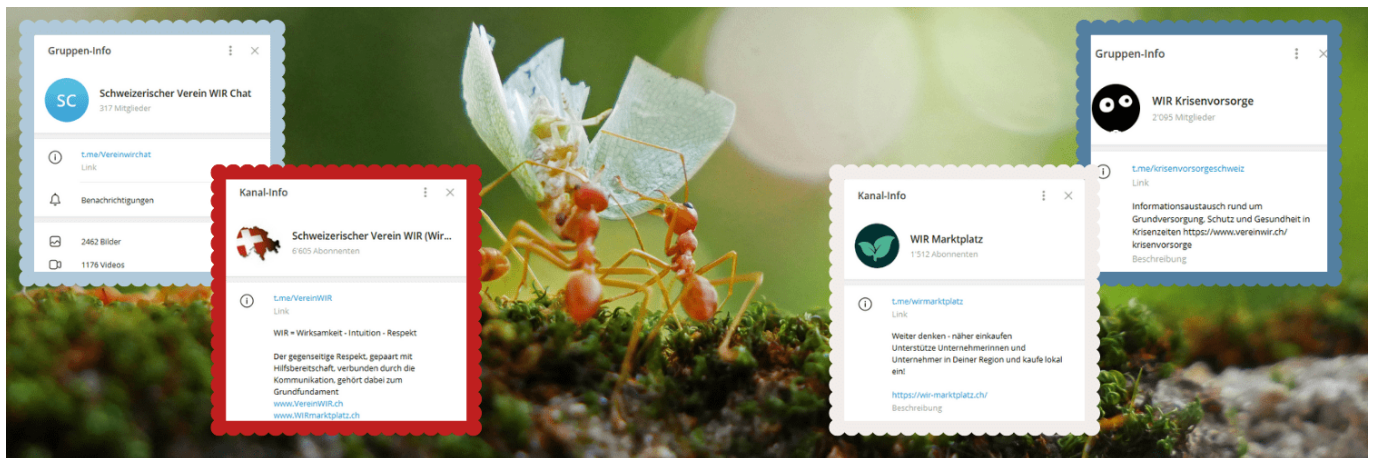 Gruppen-Info
SC
Schweizerischer Verein WIR Chat
317 Mitglieder
t.me/Vereinwirchat
Link
Benachrichtigungen
2462 Bilder
1176 Videos
Kanal-Info
Schweizerischer Verein WIR (Wir...
6'605 Abonnenten
t.me/VereinWIR
Link
WIR = Wirksamkeit - Intuition - Respekt
Der gegenseitige Respekt, gepaart mit
Hilfsbereitschaft, verbunden durch die
Kommunikation, gehört dabei zum
Grundfundament
www.VereinWIR.ch
www.WIRmarktplatz.ch
Kanal-Info
WIR Marktplatz
1'512 Abonnenten
t.me/wirmarktplatz
Link
Weiter denken - näher einkaufen
Unterstütze Unternehmerinnen und
Unternehmer in Deiner Region und kaufe lokal
ein!
https://wir-marktplatz.ch/
Beschreibung
Gruppen-Info
WIR Krisenvorsorge
2'095 Mitglieder
t.me/krisenvorsorgeschweiz
Link
Informationsaustausch rund um
Grundversorgung, Schutz und Gesundheit in
Krisenzeiten https://www.vereinwir.ch/
krisenvorsorge
Beschreibung